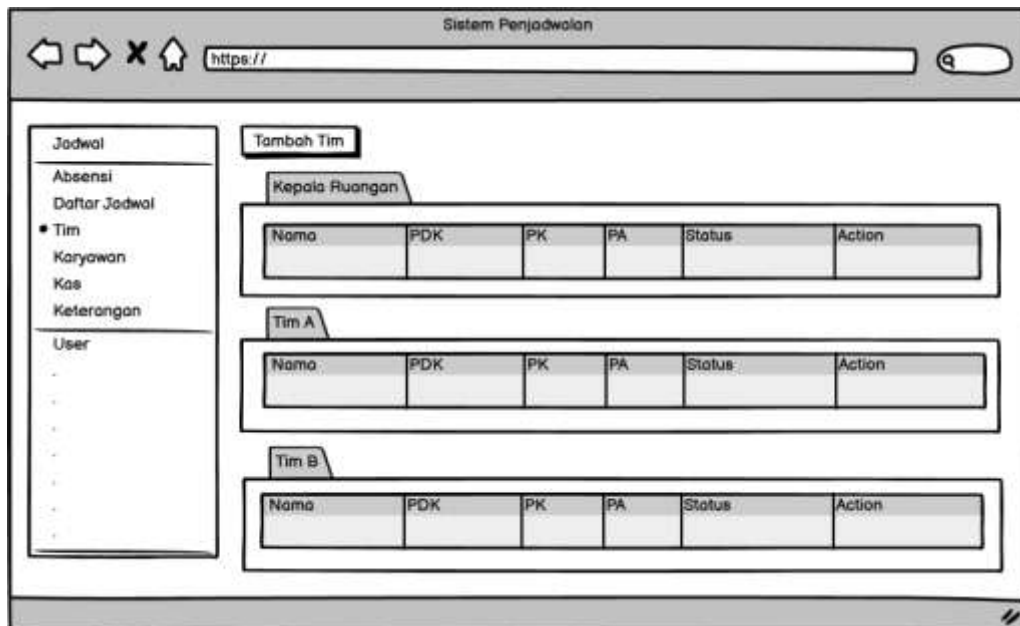 Sistem Penjadwalan
https://
Jadwal
Absensi
Daftar Jadwal
Tim
Karyawan
Kas
Keterangan
User
Tambah Tim
Kepala Ruangan
Nama PDK PK PA Status Action
Tim A
Nama PDK PK PA Status Action
Tim B
Nama PDK PK PA Status Action